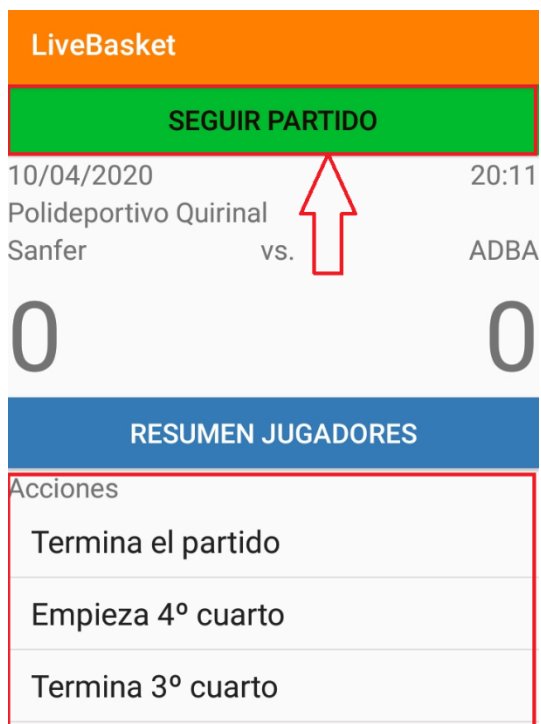 LiveBasket
SEGUIR PARTIDO
10/04/2020 20:11
Polideportivo Quirinal
Sanfer vs. ADBA
0 0
RESUMEN JUGADORES
Acciones
Termina el partido
Empieza 4º cuarto
Termina 3º cuarto